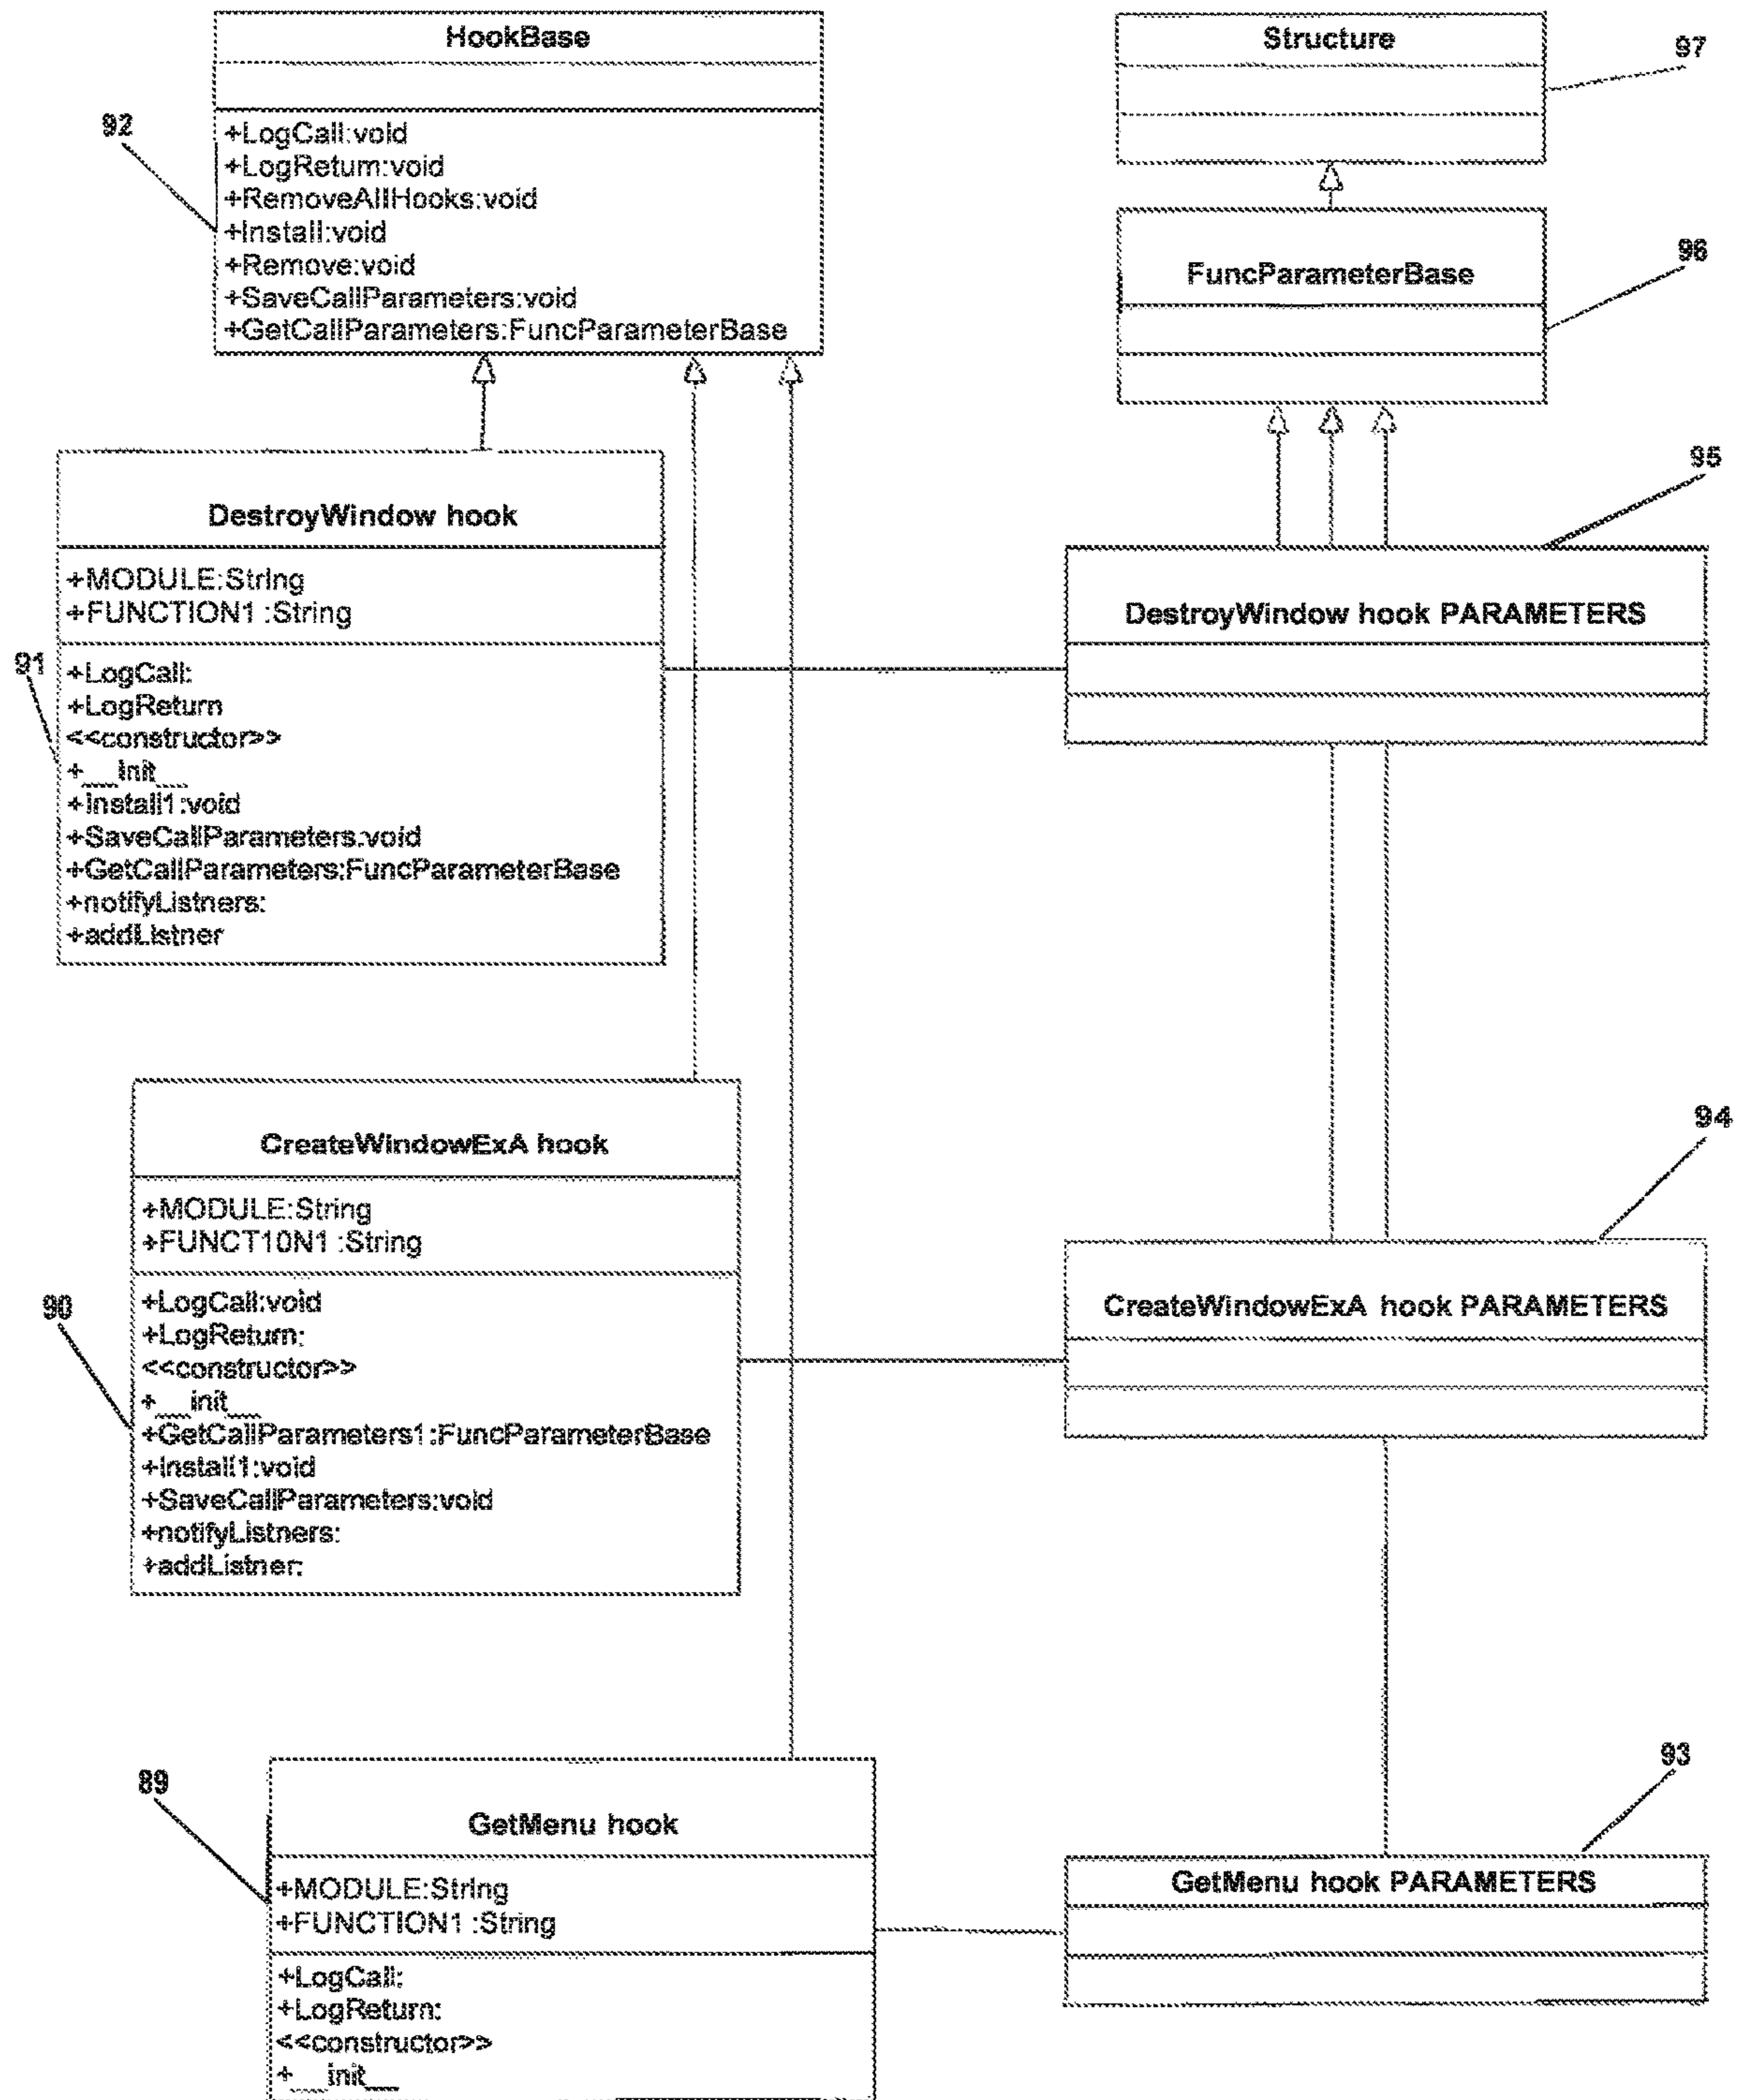 HookBase
+LogCall:void
+LogReturn:void
+RemoveAllHooks:void
+Install:void
+Remove:void
+SaveCallParameters:void
+GetCallParameters:FuncParameterBase
92
Structure
97
FuncParameterBase
96
DestroyWindow hook
+MODULE:String
+FUNCTION1 :String
+LogCall:
+LogReturn
<<constructor>>
+__Init__
+Install1:void
+SaveCallParameters:void
+GetCallParameters:FuncParameterBase
+notifyListners:
+addListner
91
DestroyWindow hook PARAMETERS
95
CreateWindowExA hook
+MODULE:String
+FUNCT10N1 :String
+LogCall:void
+LogReturn:
<<constructor>>
+__init__
+GetCallParameters1:FuncParameterBase
+Install1:void
+SaveCallParameters:void
+notifyListners:
+addListner:
90
CreateWindowExA hook PARAMETERS
94
GetMenu hook
+MODULE:String
+FUNCTION1 :String
+LogCall:
+LogReturn:
<<constructor>>
+__init__
89
GetMenu hook PARAMETERS
93